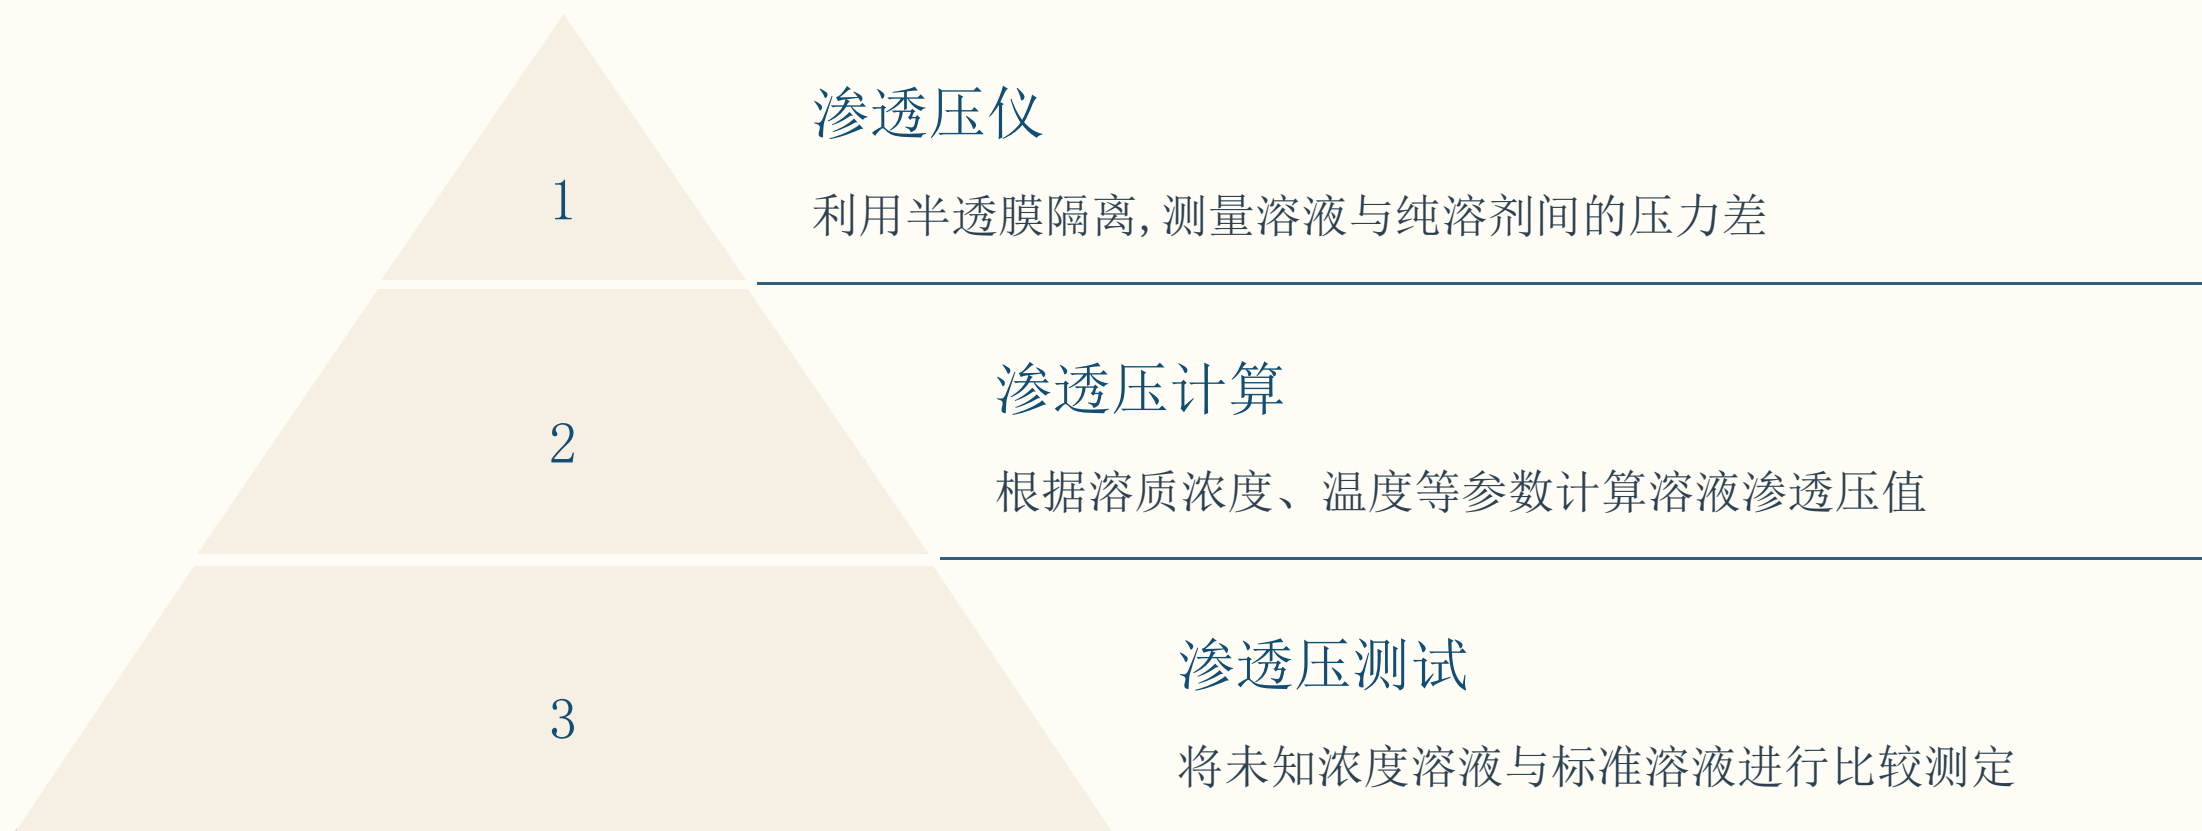 渗透压仪
1
利用半透膜隔离,测量溶液与纯溶剂间的压力差
渗透压计算
2
根据溶质浓度、温度等参数计算溶液渗透压值
渗透压测试
3
将未知浓度溶液与标准溶液进行比较测定